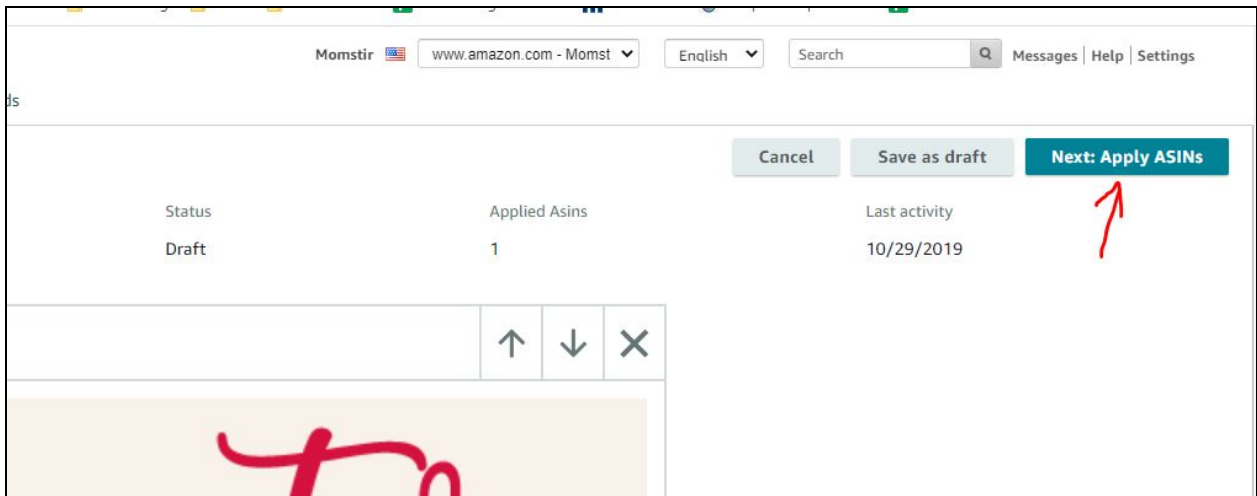 Momstir www.amazon.com - Momst English Search Messages Help Settings
ds
Cancel Save as draft Next: Apply ASINs
Status Applied Asins Last activity
Draft 1 10/29/2019